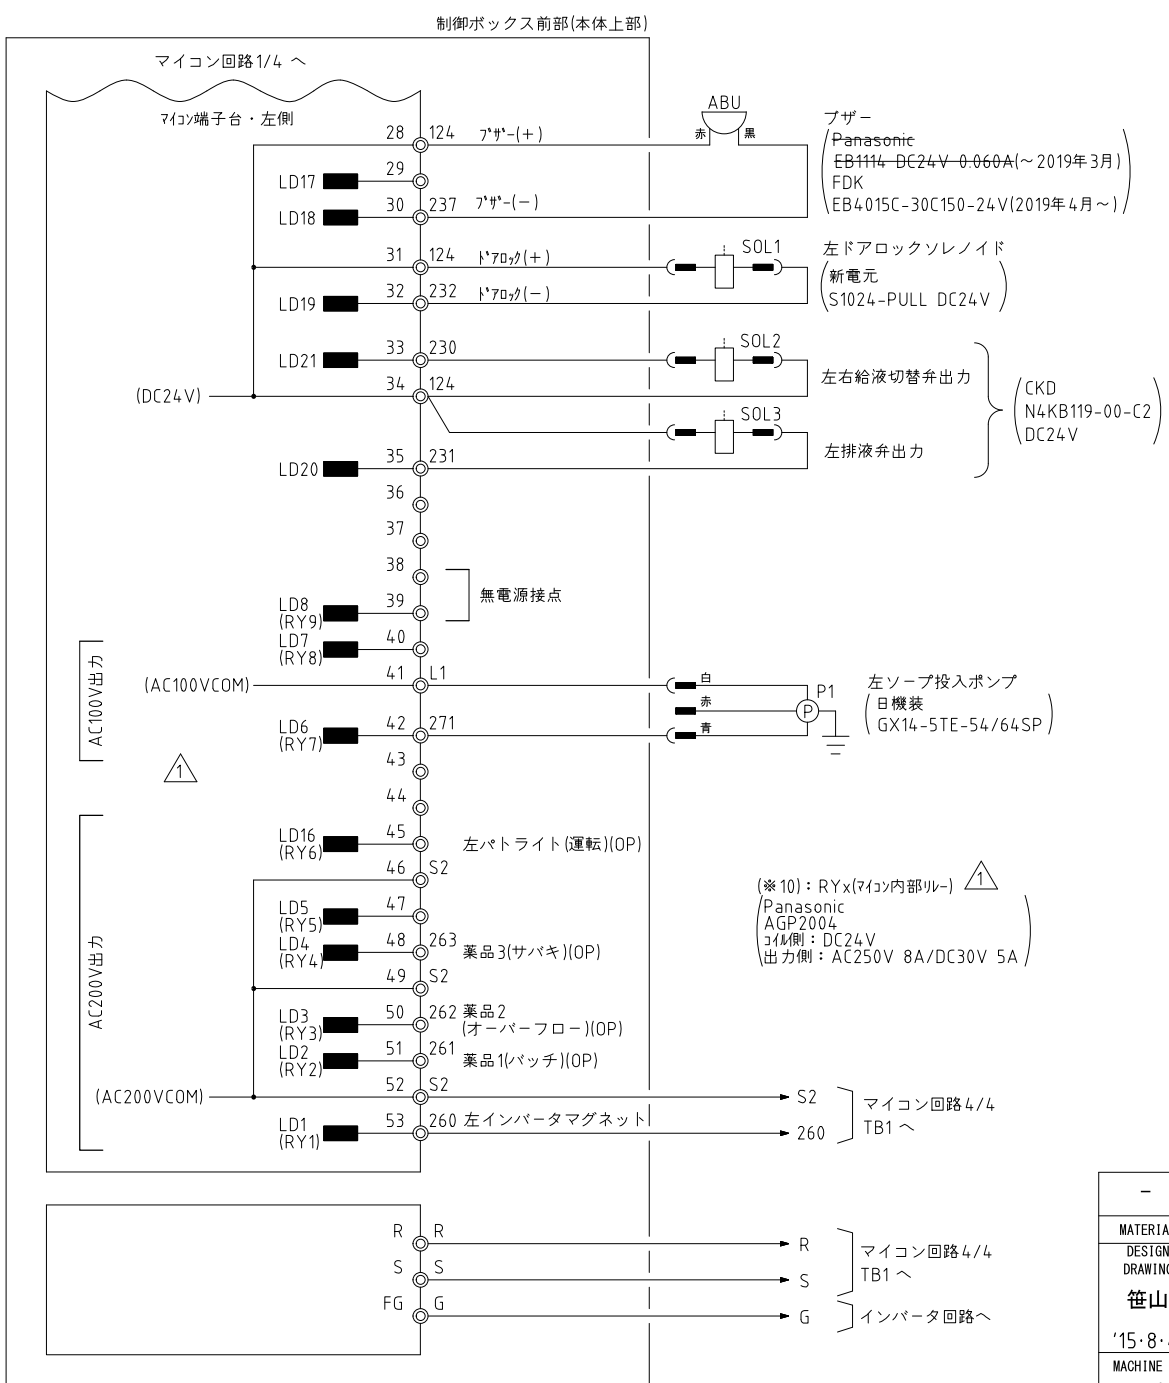 制御ボックス前部(本体上部)
マイコン回路1/4 へ
ﾏｲｺﾝ端子台・左側
28 124 ﾌﾞｻﾞｰ(+)
赤 ABU 黒
ブザー
Panasonic
EB1114 DC24V 0.060A(～2019年3月)
FDK
EB4015C-30C150-24V(2019年4月～)
LD17 29
LD18 30 237 ﾌﾞｻﾞｰ(−)
31 124 ﾄﾞｱﾛｯｸ(+) SOL1
LD19 32 232 ﾄﾞｱﾛｯｸ(−)
左ドアロックソレノイド
新電元
S1024-PULL DC24V
LD21 33 230 SOL2
(DC24V) 34 124
左右給液切替弁出力
SOL3
LD20 35 231
左排液弁出力
CKD
N4KB119-00-C2
DC24V
36
37
38
LD8
(RY9) 39
無電源接点
LD7
(RY8) 40
AC100V出力
(AC100VCOM) 41 L1 白
赤
P P1
LD6
(RY7) 42 271 青
左ソープ投入ポンプ
日機装
GX14-5TE-54/64SP
1
43
44
AC200V出力
LD16
(RY6) 45 左パトライト(運転)(OP)
46 S2
LD5
(RY5) 47
LD4
(RY4) 48 263 薬品3(サバキ)(OP)
49 S2
LD3
(RY3) 50 262 薬品2
(オーバーフロー)(OP)
LD2
(RY2) 51 261 薬品1(バッチ)(OP)
(AC200VCOM) 52 S2 S2
LD1
(RY1) 53 260 左インバータマグネット 260
マイコン回路4/4
TB1 へ
(※10)：RYx(ﾏｲｺﾝ内部ﾘﾚｰ) 1
Panasonic
AGP2004
ｺｲﾙ側：DC24V
出力側：AC250V 8A/DC30V 5A
R R R
S S S
マイコン回路4/4
TB1 へ
FG G G
インバータ回路へ
−
MATERIA
DESIGN
DRAWING
笹山
'15・8・
MACHINE